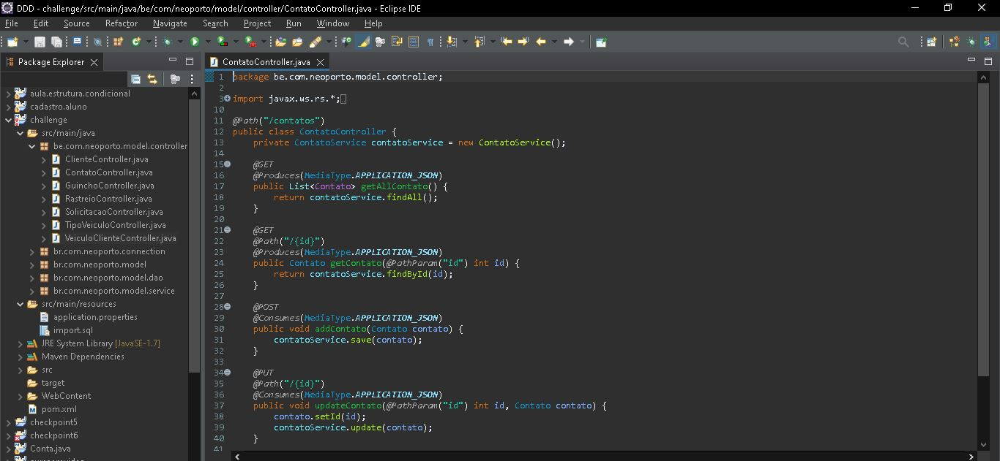 DDD - challenge/src/main/java/be/com/neoporto/model/controller/ContatoController.java - Eclipse IDE
File Edit Source Refactor Navigate Search Project Run Window Help
Package Explorer
aula.estrutura.condicional
cadastro.aluno
challenge
src/main/java
be.com.neoporto.model.controller
ClienteController.java
ContatoController.java
GuinchoController.java
RastreioController.java
SolicitacaoController.java
TipoVeiculoController.java
VeiculoClienteController.java
br.com.neoporto.connection
br.com.neoporto.model
br.com.neoporto.model.dao
br.com.neoporto.model.service
src/main/resources
application.properties
import.sql
JRE System Library [JavaSE-1.7]
Maven Dependencies
src
target
WebContent
pom.xml
checkpoint5
checkpoint6
Conta.java
ContatoController.java
1 package be.com.neoporto.model.controller;
2
3 import javax.ws.rs.*;
10
11 @Path("/contatos")
12 public class ContatoController {
13 private ContatoService contatoService = new ContatoService();
14
15 @GET
16 @Produces(MediaType.APPLICATION_JSON)
17 public List<Contato> getAllContato() {
18 return contatoService.findAll();
19 }
20
21 @GET
22 @Path("/{id}")
23 @Produces(MediaType.APPLICATION_JSON)
24 public Contato getContato(@PathParam("id") int id) {
25 return contatoService.findById(id);
26 }
27
28 @POST
29 @Consumes(MediaType.APPLICATION_JSON)
30 public void addContato(Contato contato) {
31 contatoService.save(contato);
32 }
33
34 @PUT
35 @Path("/{id}")
36 @Consumes(MediaType.APPLICATION_JSON)
37 public void updateContato(@PathParam("id") int id, Contato contato) {
38 contato.setId(id);
39 contatoService.update(contato);
40 }
41